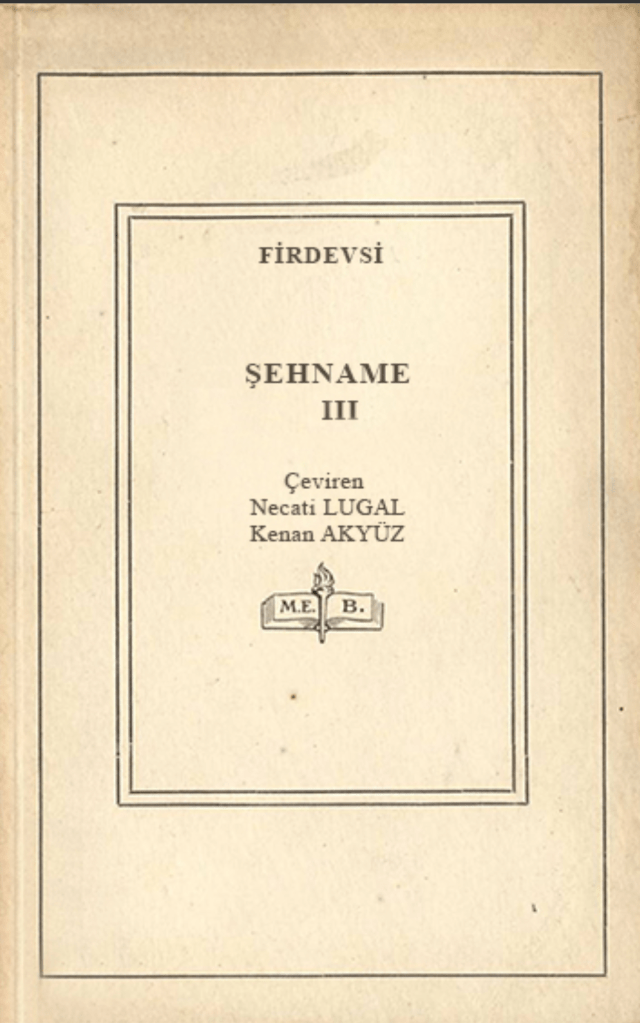 FİRDEVSİ
ŞEHNAME
III
Çeviren
Necati LUGAL
Kenan AKYÜZ
M.E. B.